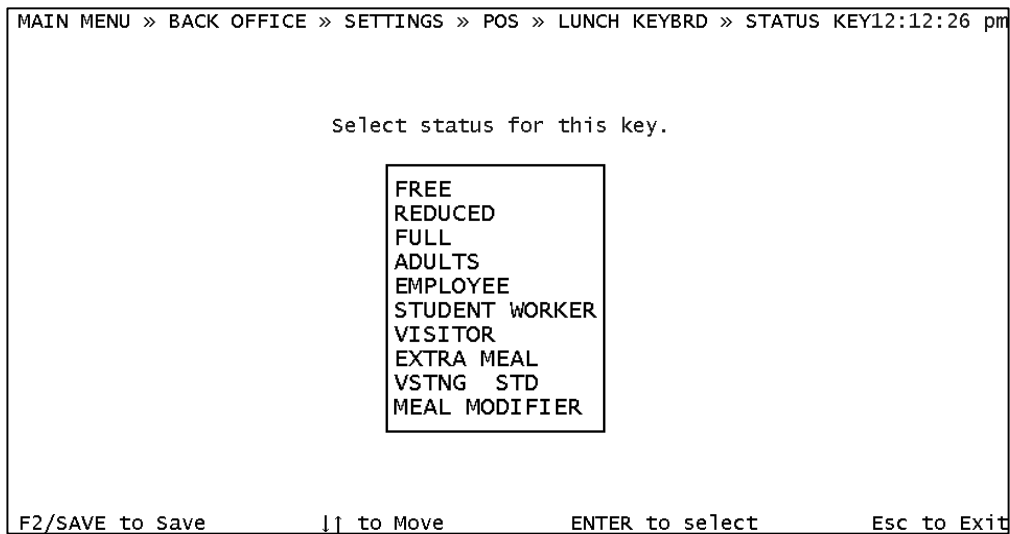 MAIN MENU » BACK OFFICE » SETTINGS » POS » LUNCH KEYBRD » STATUS KEY12:12:26 pm
Select status for this key.
FREE
REDUCED
FULL
ADULTS
EMPLOYEE
STUDENT WORKER
VISITOR
EXTRA MEAL
VSTNG  STD
MEAL MODIFIER
F2/SAVE to Save ↓↑ to Move ENTER to select Esc to Exit